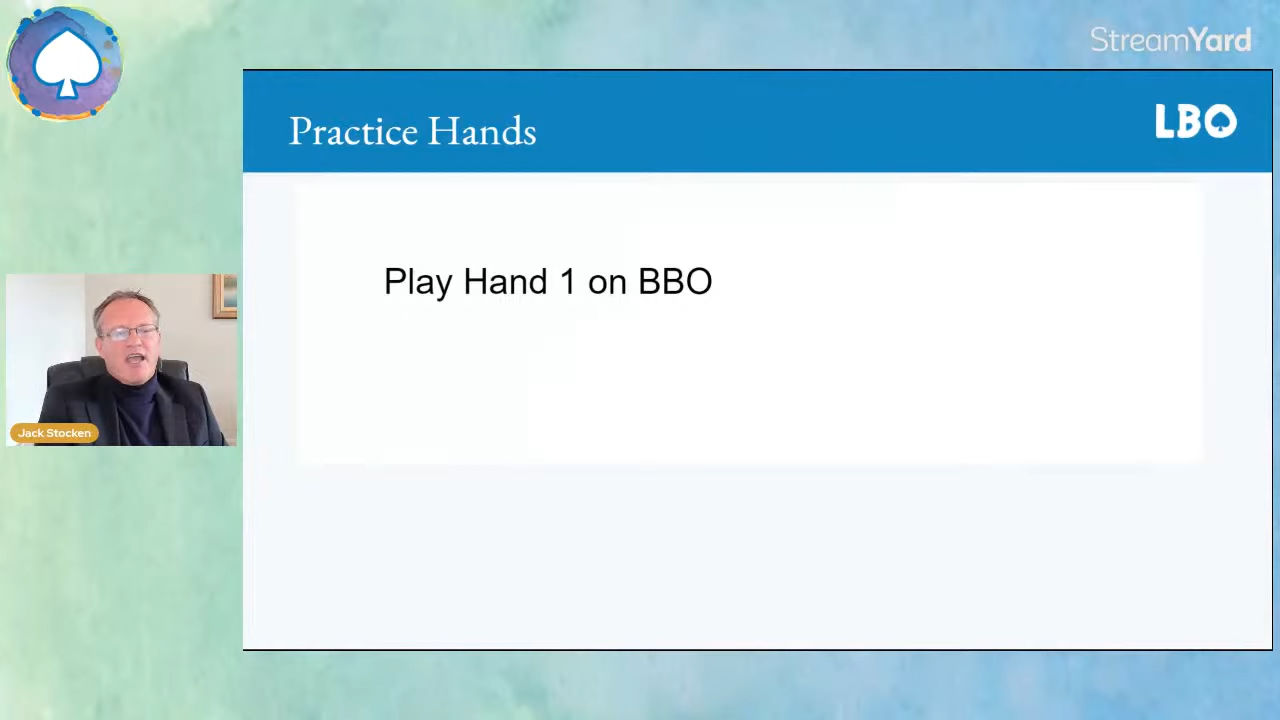 StreamYard
Practice Hands
LBO
Play Hand 1 on BBO
Jack Stocken